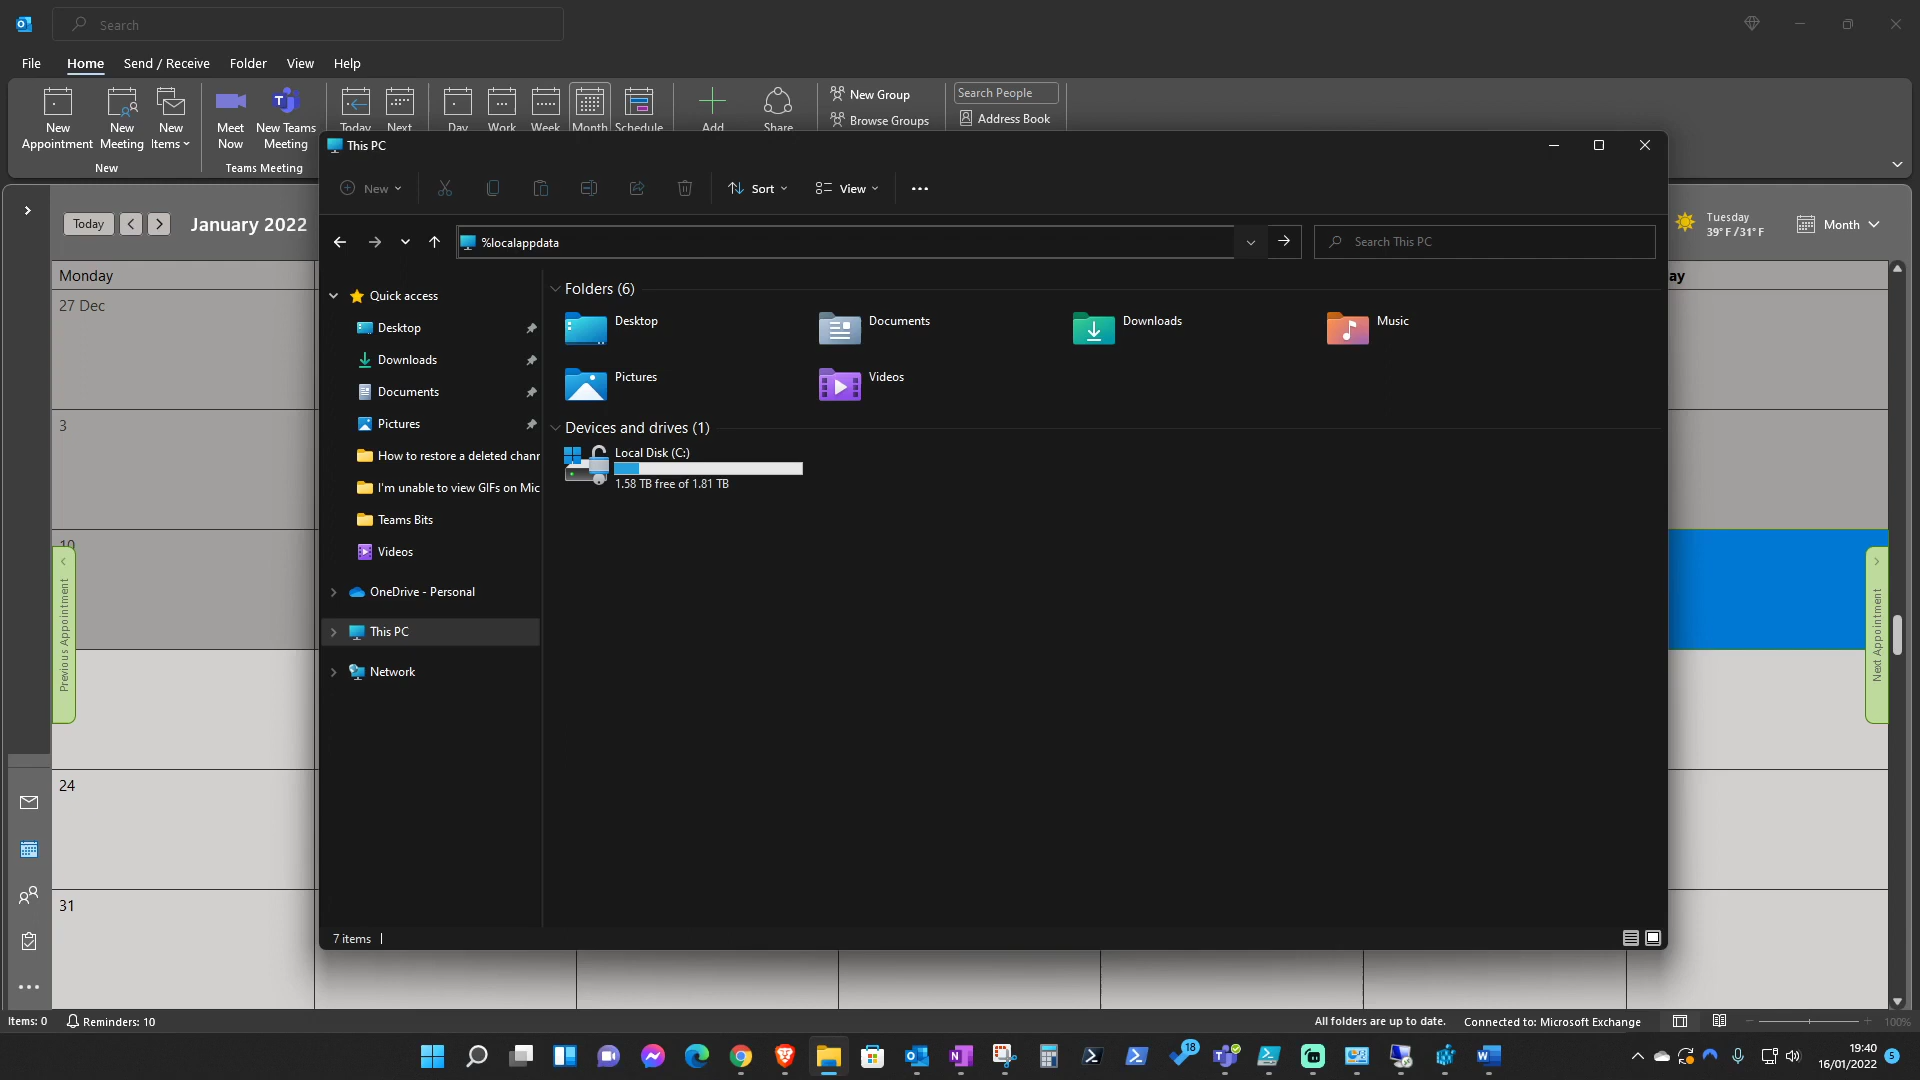 Search
File Home Send / Receive Folder View Help
New Appointment
New Meeting
New Items
New
Meet Now
New Teams Meeting
Teams Meeting
Today Next Day Work Week Month Schedule Add Share
New Group
Browse Groups
Search People
Address Book
This PC
New Sort View
Today January 2022
Tuesday
39°F/31°F
Month
%localappdata
Search This PC
Monday
ay
27 Dec
3
10
24
31
Previous Appointment
Next Appointment
Quick access
Desktop
Downloads
Documents
Pictures
How to restore a deleted chanr
I'm unable to view GIFs on Mic
Teams Bits
Videos
OneDrive - Personal
This PC
Network
Folders (6)
Desktop Documents Downloads Music
Pictures Videos
Devices and drives (1)
Local Disk (C:)
1.58 TB free of 1.81 TB
7 items
Items: 0 Reminders: 10
All folders are up to date. Connected to: Microsoft Exchange 100%
18
19:40
16/01/2022
5